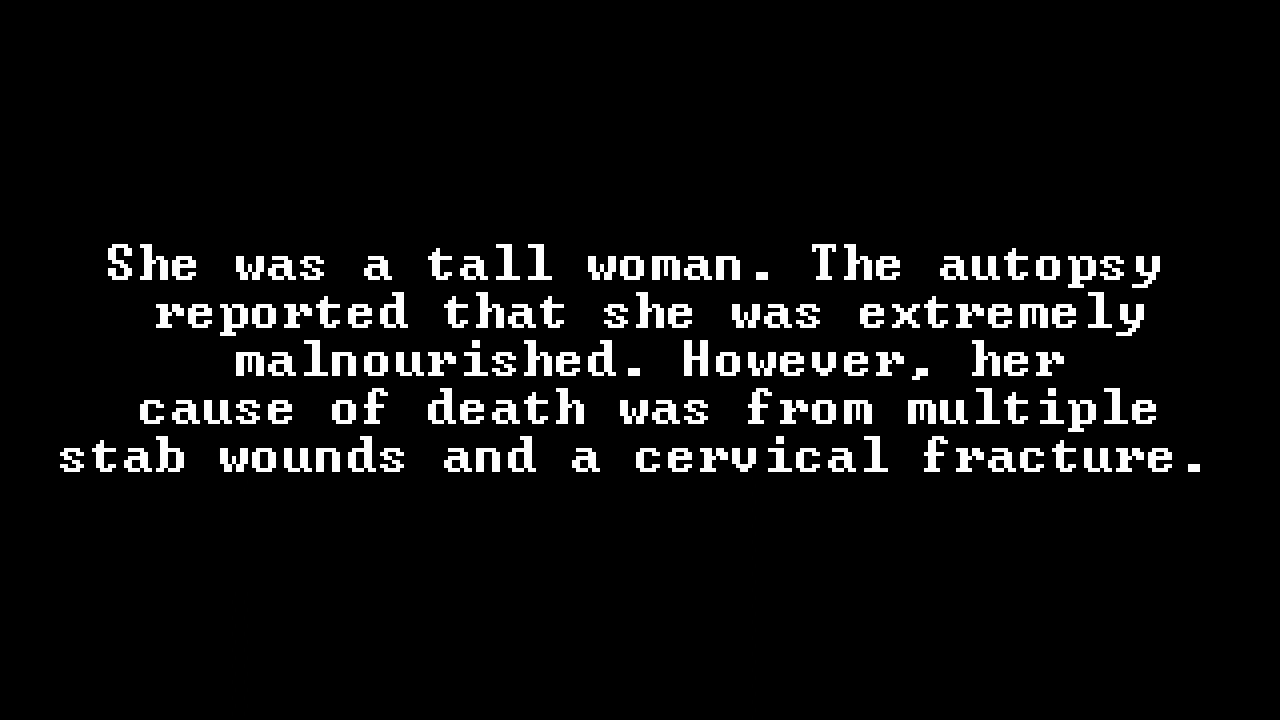 She was a tall woman. The autopsy
reported that she was extremely
malnourished. However, her
cause of death was from multiple
stab wounds and a cervical fracture.